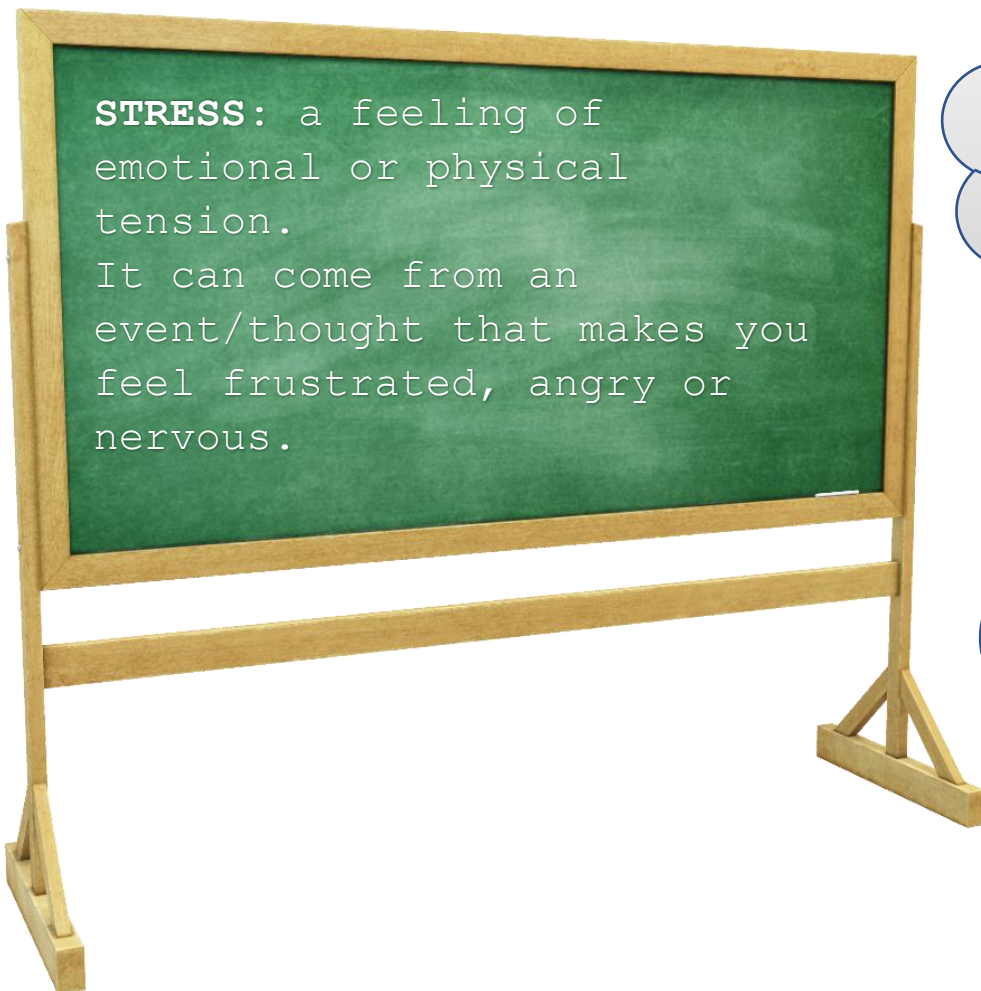 STRESS: a feeling of
emotional or physical
tension.
It can come from an
event/thought that makes you
feel frustrated, angry or
nervous.